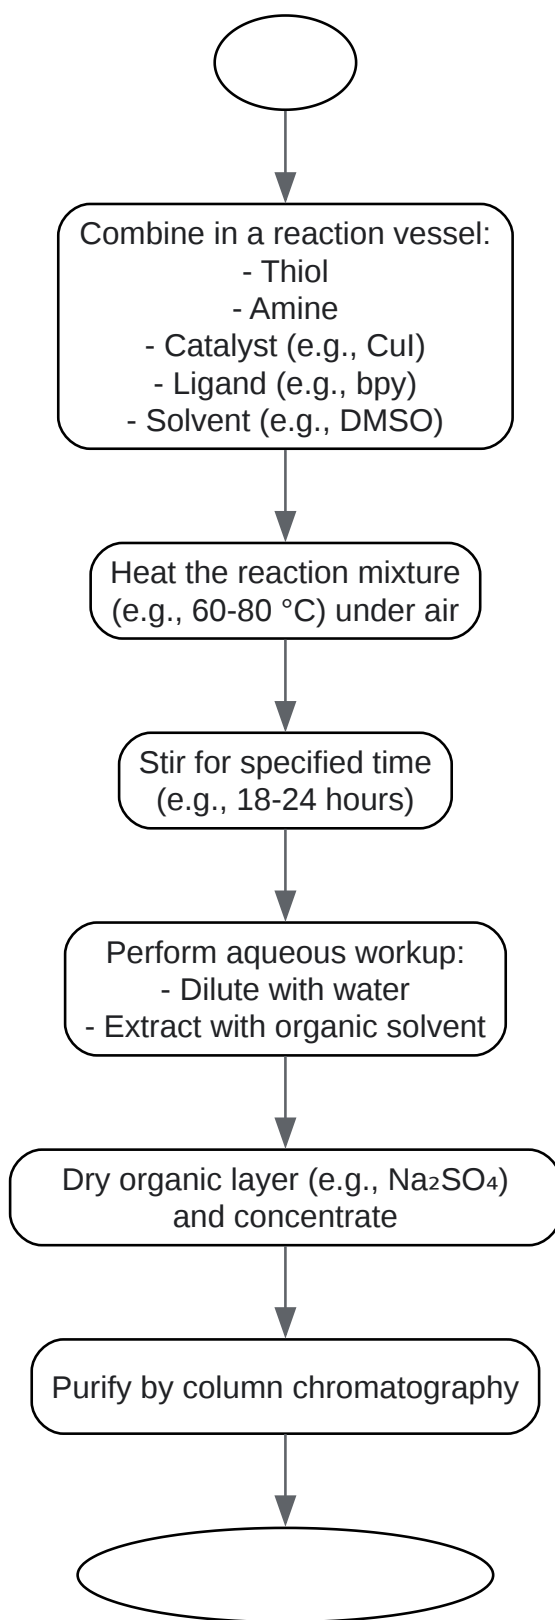 Combine in a reaction vessel:
- Thiol
- Amine
- Catalyst (e.g., CuI)
- Ligand (e.g., bpy)
- Solvent (e.g., DMSO)
Heat the reaction mixture
(e.g., 60-80 °C) under air
Stir for specified time
(e.g., 18-24 hours)
Perform aqueous workup:
- Dilute with water
- Extract with organic solvent
Dry organic layer (e.g., Na₂SO₄)
and concentrate
Purify by column chromatography